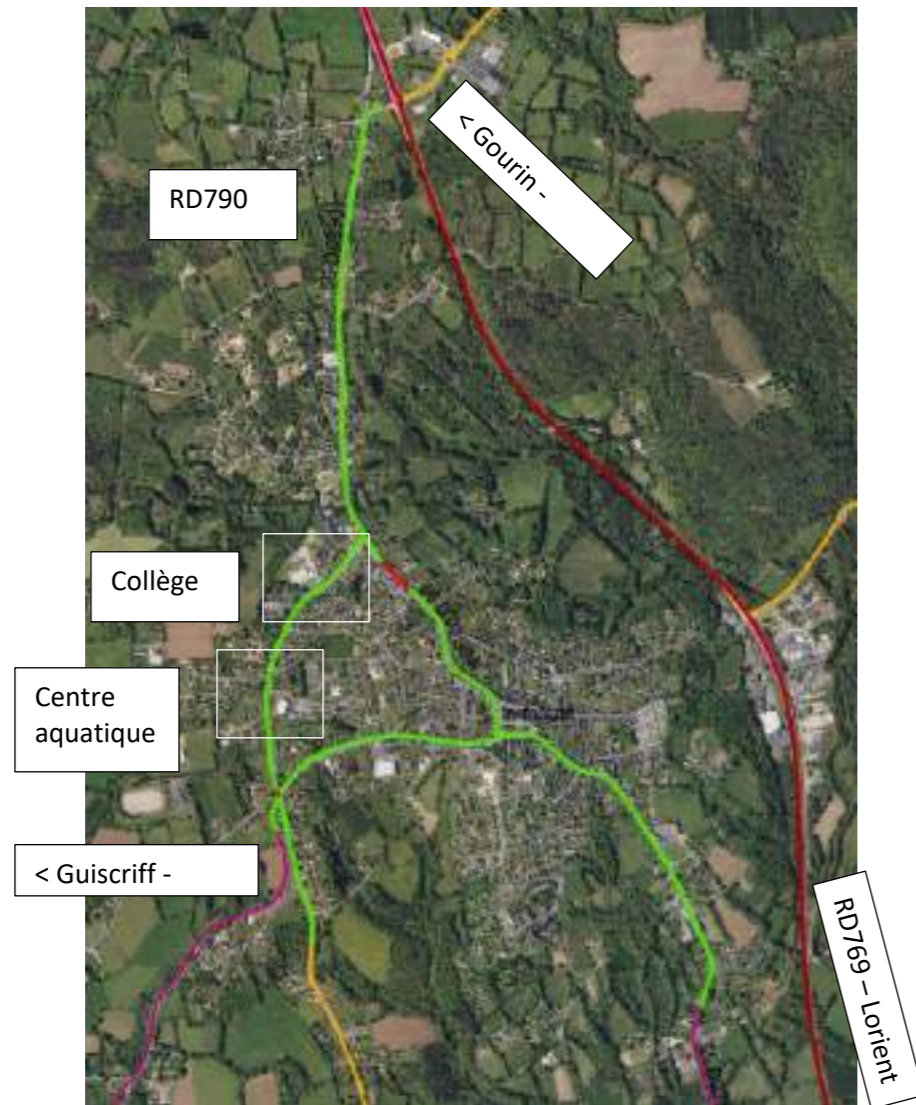 < Gourin -
RD790
Collège
Centre
aquatique
< Guiscriff -
RD769 – Lorient